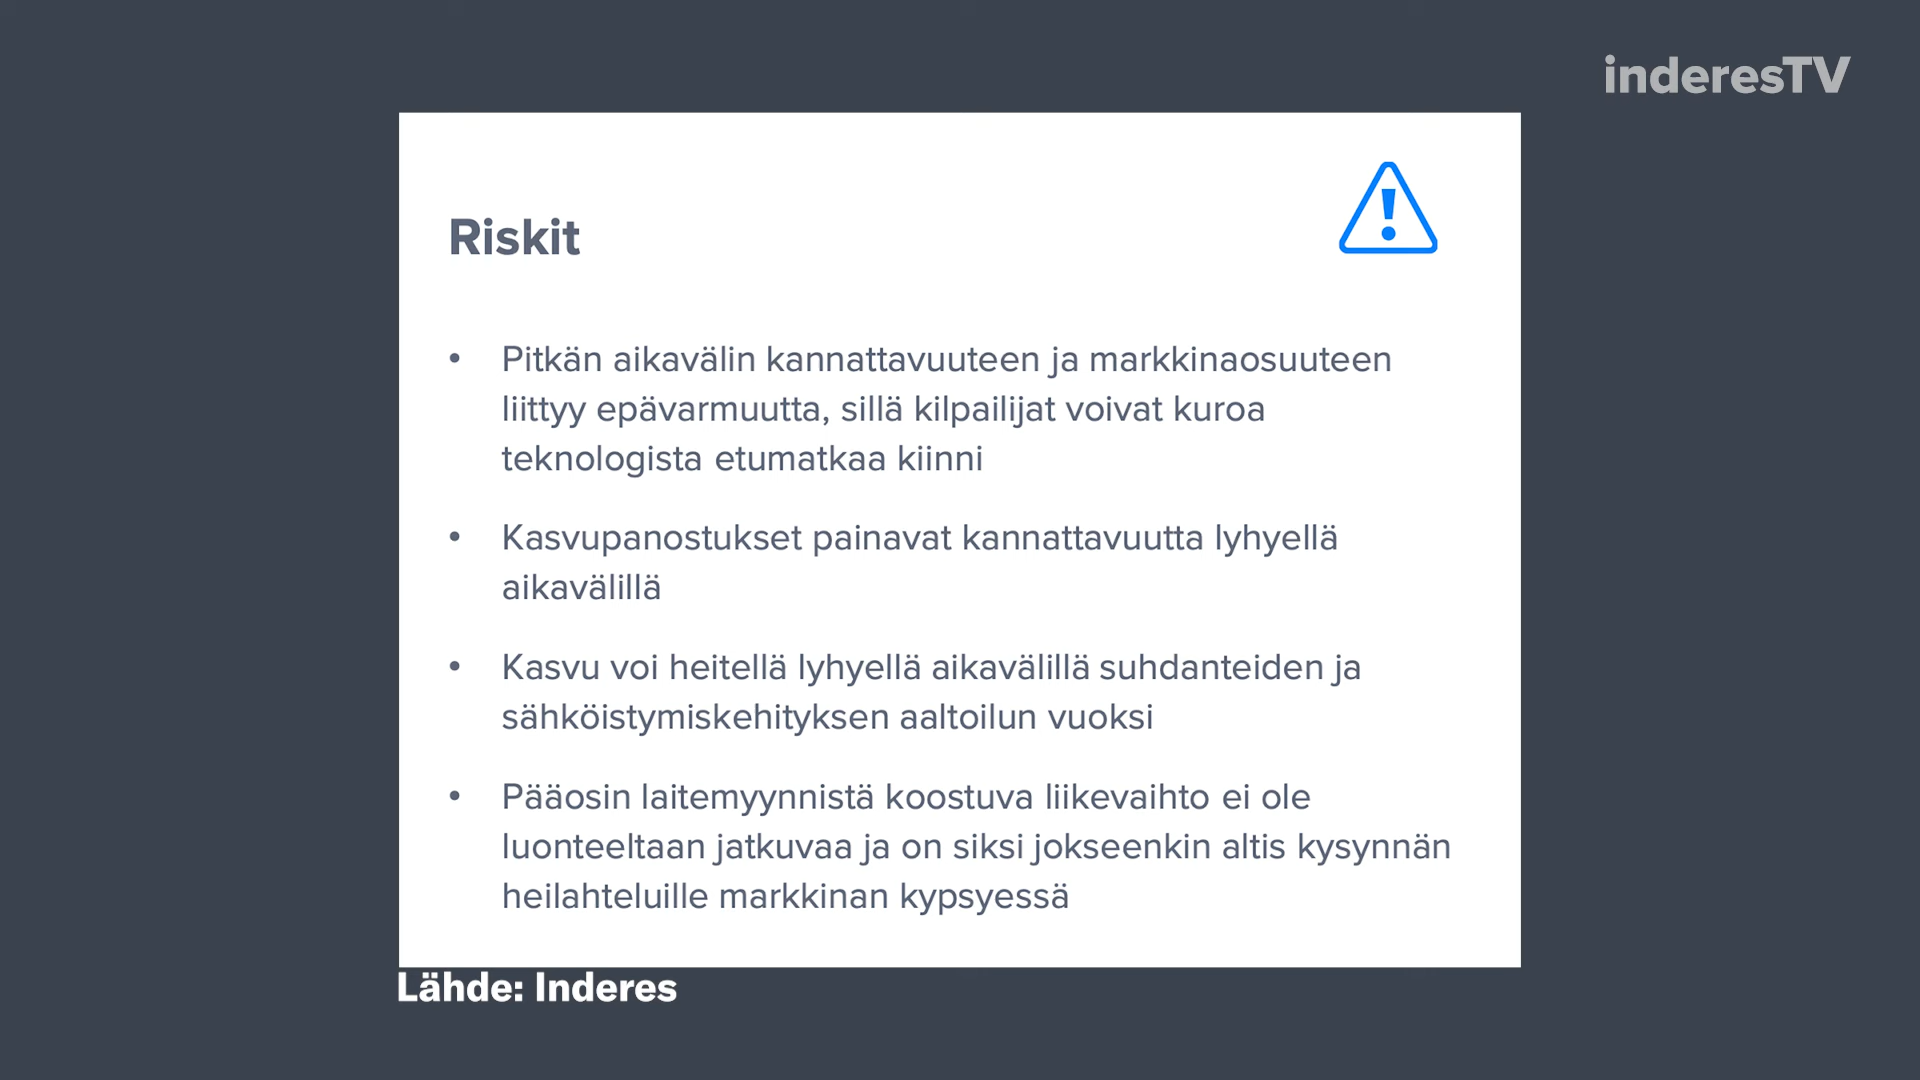 inderesTV
Riskit
• Pitkän aikavälin kannattavuuteen ja markkinaosuuteen
liittyy epävarmuutta, sillä kilpailijat voivat kuroa
teknologista etumatkaa kiinni
• Kasvupanostukset painavat kannattavuutta lyhyellä
aikavälillä
• Kasvu voi heitellä lyhyellä aikavälillä suhdanteiden ja
sähköistymiskehityksen aaltoilun vuoksi
• Pääosin laitemyynnistä koostuva liikevaihto ei ole
luonteeltaan jatkuvaa ja on siksi jokseenkin altis kysynnän
heilahteluille markkinan kypsyessä
Lähde: Inderes